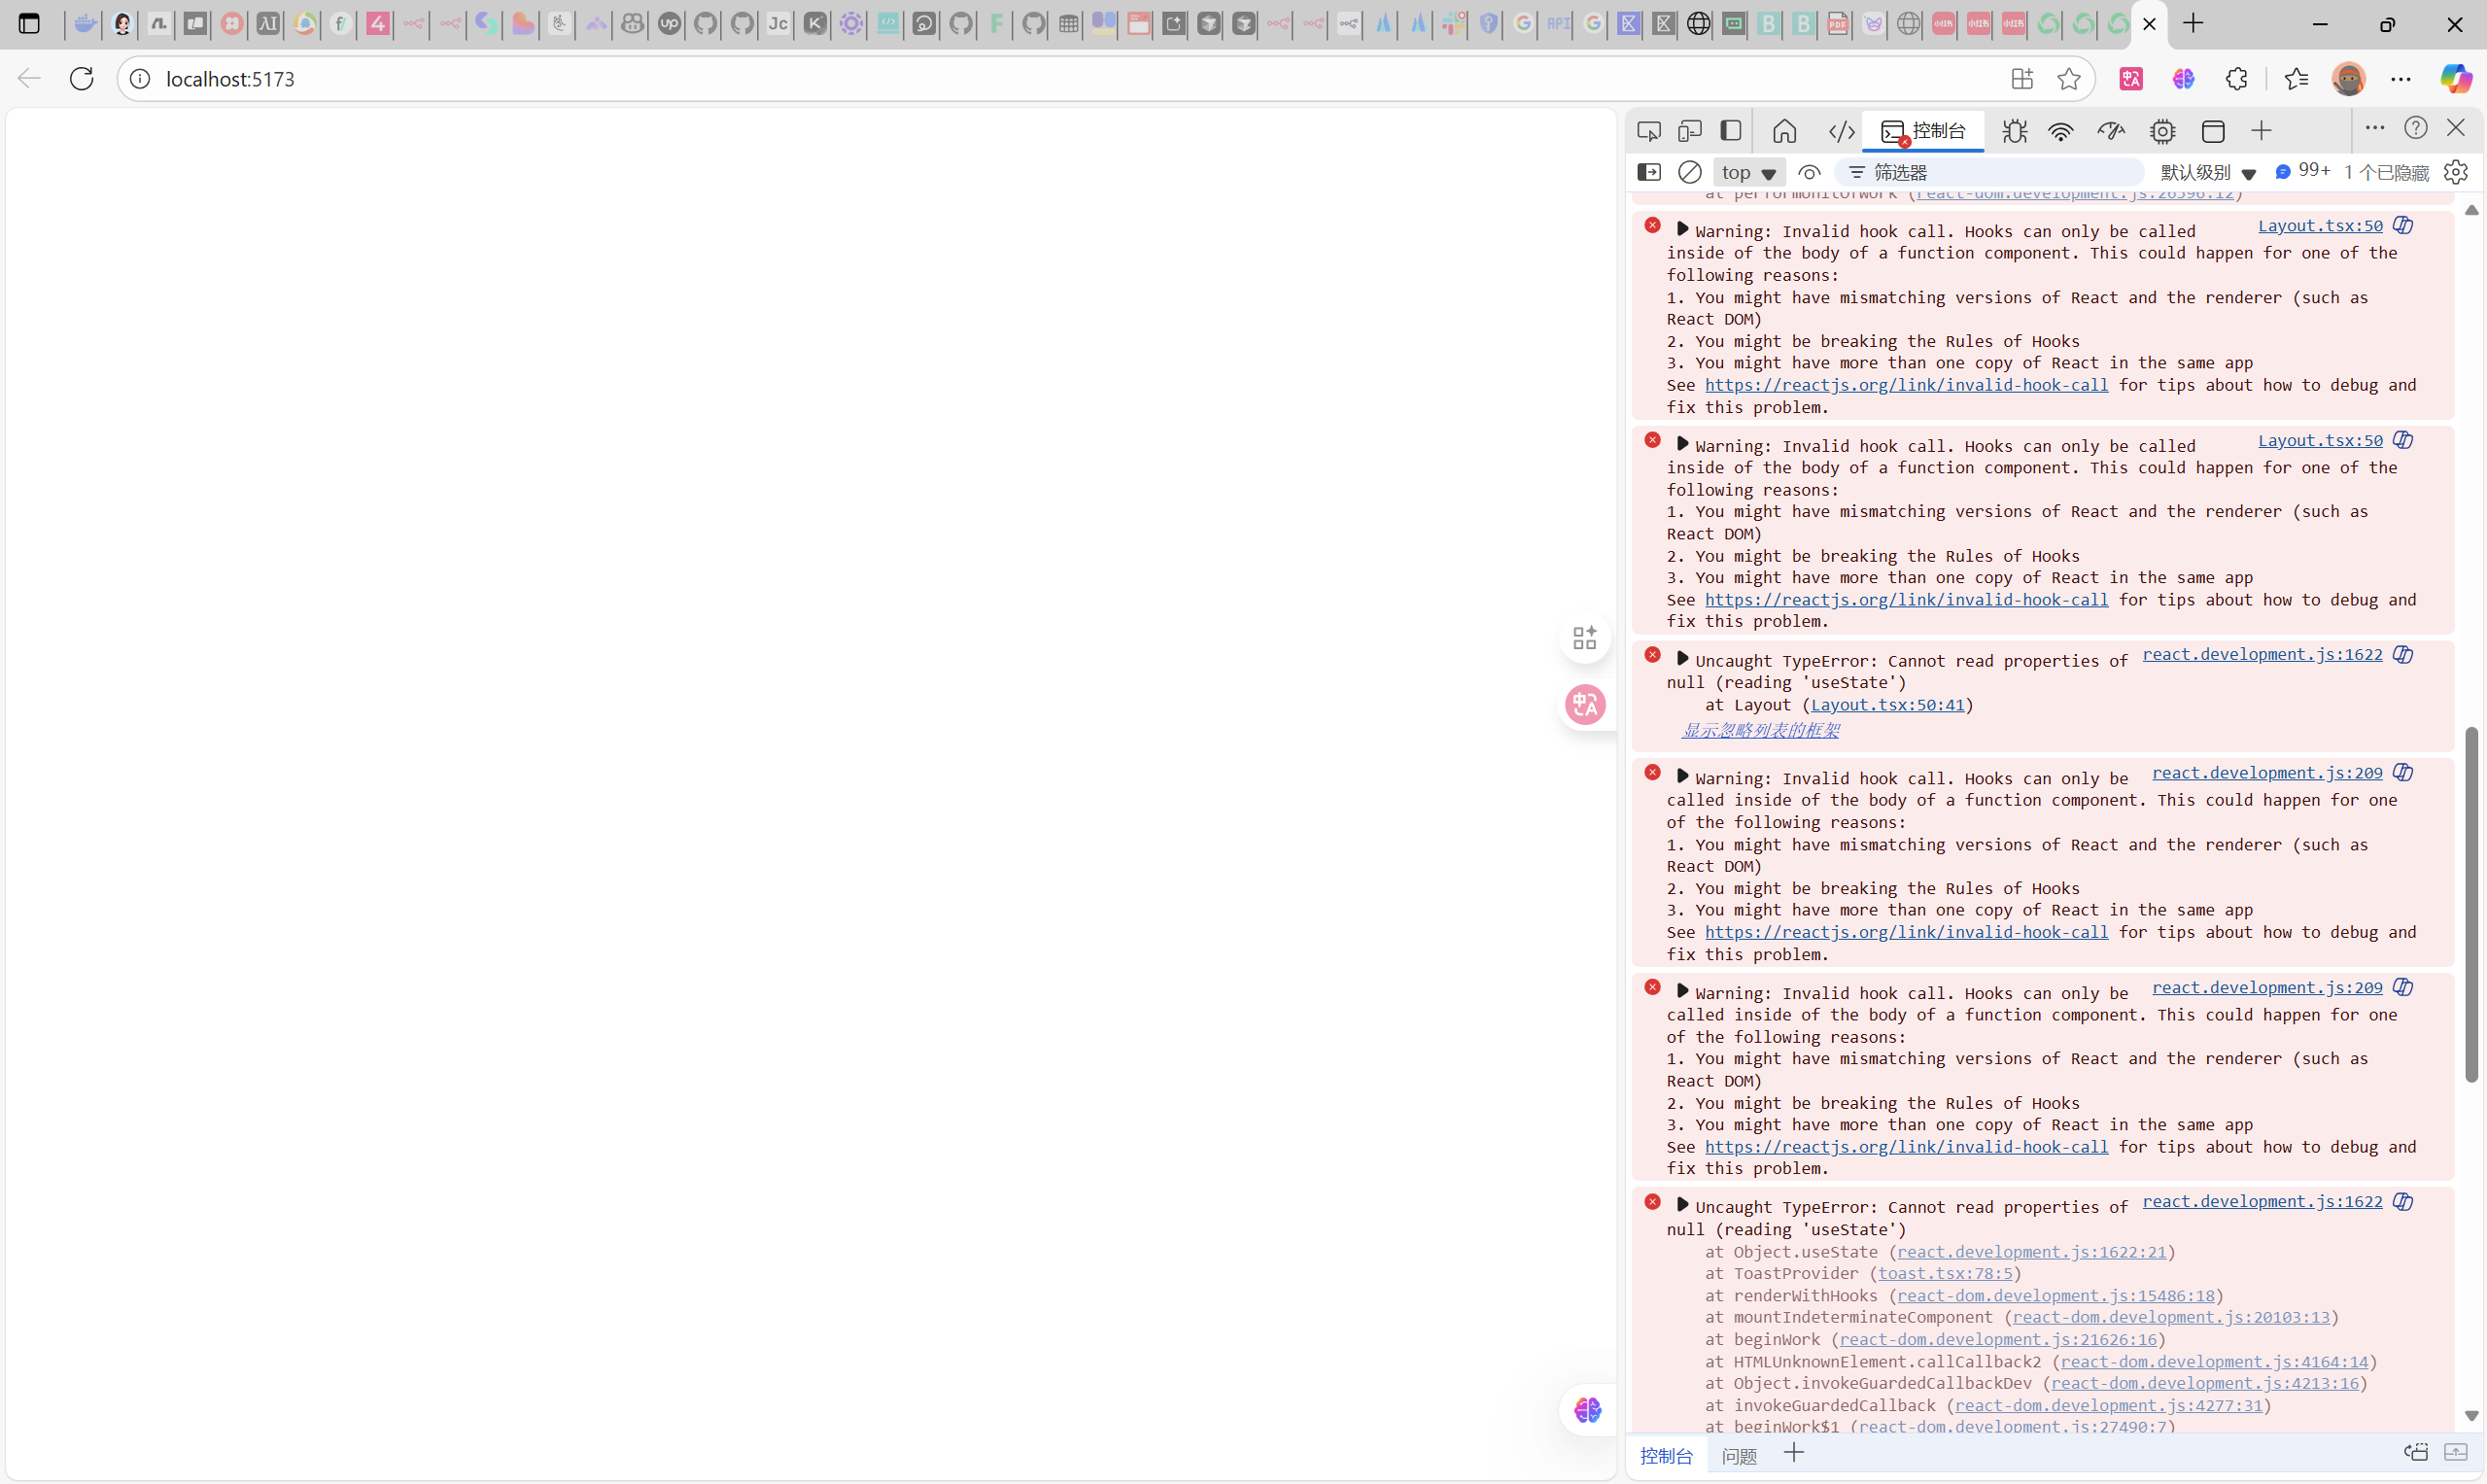 localhost:5173
控制台
top
筛选器
默认级别
99+
1 个已隐藏
at performUnitOfWork (react-dom.development.js:26596:12)
Warning: Invalid hook call. Hooks can only be called
Layout.tsx:50
inside of the body of a function component. This could happen for one of the
following reasons:
1. You might have mismatching versions of React and the renderer (such as
React DOM)
2. You might be breaking the Rules of Hooks
3. You might have more than one copy of React in the same app
See https://reactjs.org/link/invalid-hook-call for tips about how to debug and
fix this problem.
Warning: Invalid hook call. Hooks can only be called
Layout.tsx:50
inside of the body of a function component. This could happen for one of the
following reasons:
1. You might have mismatching versions of React and the renderer (such as
React DOM)
2. You might be breaking the Rules of Hooks
3. You might have more than one copy of React in the same app
See https://reactjs.org/link/invalid-hook-call for tips about how to debug and
fix this problem.
Uncaught TypeError: Cannot read properties of
react.development.js:1622
null (reading 'useState')
at Layout (Layout.tsx:50:41)
显示忽略列表的框架
Warning: Invalid hook call. Hooks can only be
react.development.js:209
called inside of the body of a function component. This could happen for one
of the following reasons:
1. You might have mismatching versions of React and the renderer (such as
React DOM)
2. You might be breaking the Rules of Hooks
3. You might have more than one copy of React in the same app
See https://reactjs.org/link/invalid-hook-call for tips about how to debug and
fix this problem.
Warning: Invalid hook call. Hooks can only be
react.development.js:209
called inside of the body of a function component. This could happen for one
of the following reasons:
1. You might have mismatching versions of React and the renderer (such as
React DOM)
2. You might be breaking the Rules of Hooks
3. You might have more than one copy of React in the same app
See https://reactjs.org/link/invalid-hook-call for tips about how to debug and
fix this problem.
Uncaught TypeError: Cannot read properties of
react.development.js:1622
null (reading 'useState')
at Object.useState (react.development.js:1622:21)
at ToastProvider (toast.tsx:78:5)
at renderWithHooks (react-dom.development.js:15486:18)
at mountIndeterminateComponent (react-dom.development.js:20103:13)
at beginWork (react-dom.development.js:21626:16)
at HTMLUnknownElement.callCallback2 (react-dom.development.js:4164:14)
at Object.invokeGuardedCallbackDev (react-dom.development.js:4213:16)
at invokeGuardedCallback (react-dom.development.js:4277:31)
at beginWork$1 (react-dom.development.js:27490:7)
控制台
问题